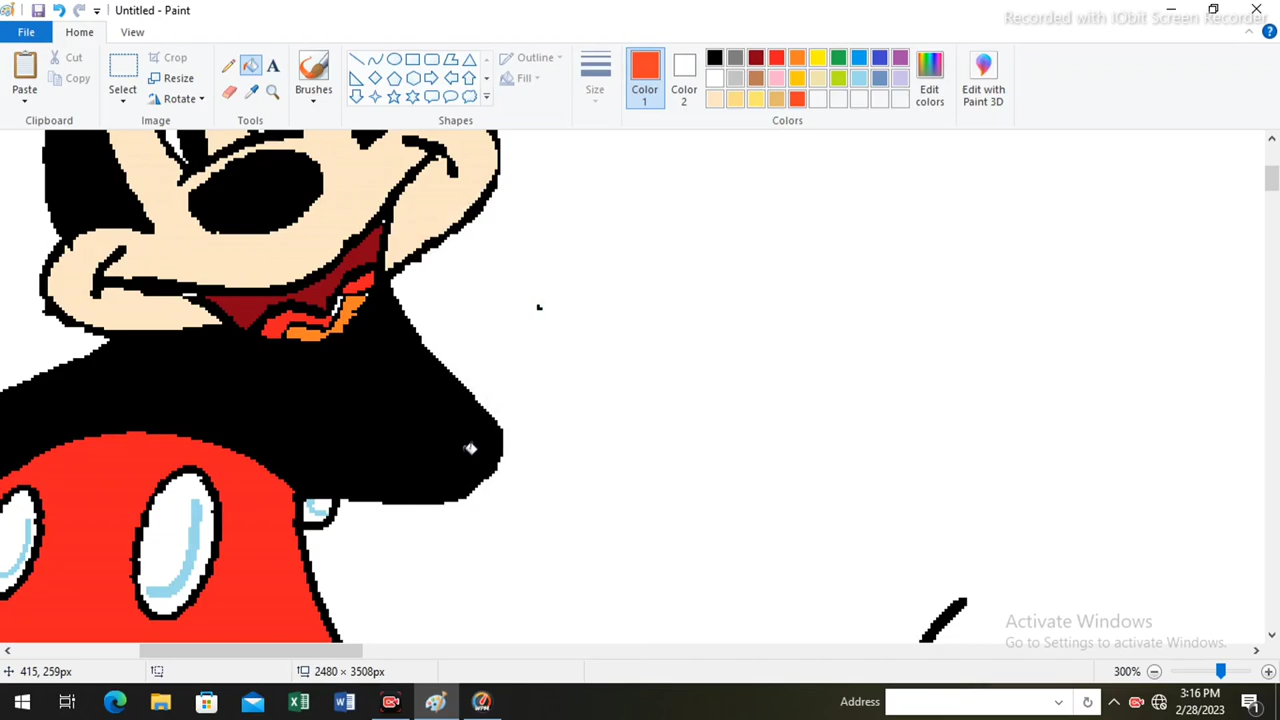 Untitled - Paint
Recorded with IObit Screen Recorder
File Home View
Paste
Cut
Copy
Clipboard
Select
Crop
Resize
Rotate
Image
A
Tools
Brushes
Outline
Fill
Shapes
Size
Color 1
Color 2
Edit colors
Edit with Paint 3D
Colors
Activate Windows
Go to Settings to activate Windows.
415, 259px
2480 × 3508px
300%
Address
3:16 PM
2/28/2023
1